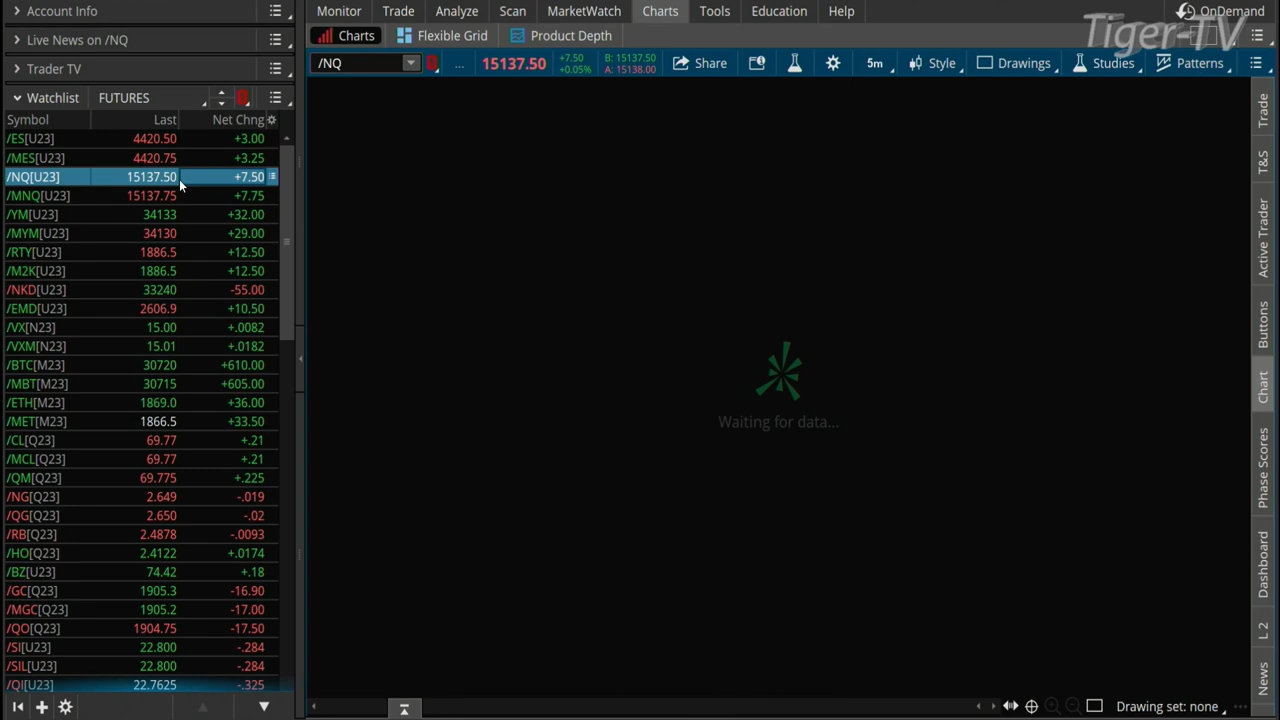 Account Info
Live News on /NQ
Trader TV
Watchlist FUTURES
Symbol Last Net Chng
/ES[U23] 4420.50 +3.00
/MES[U23] 4420.75 +3.25
/NQ[U23] 15137.50 +7.50
/MNQ[U23] 15137.75 +7.75
/YM[U23] 34133 +32.00
/MYM[U23] 34130 +29.00
/RTY[U23] 1886.5 +12.50
/M2K[U23] 1886.5 +12.50
/NKD[U23] 33240 -55.00
/EMD[U23] 2606.9 +10.50
/VX[N23] 15.00 +.0082
/VXM[N23] 15.01 +.0182
/BTC[M23] 30720 +610.00
/MBT[M23] 30715 +605.00
/ETH[M23] 1869.0 +36.00
/MET[M23] 1866.5 +33.50
/CL[Q23] 69.77 +.21
/MCL[Q23] 69.77 +.21
/QM[Q23] 69.775 +.225
/NG[Q23] 2.649 -.019
/QG[Q23] 2.650 -.02
/RB[Q23] 2.4878 -.0093
/HO[Q23] 2.4122 +.0174
/BZ[U23] 74.42 +.18
/GC[Q23] 1905.3 -16.90
/MGC[Q23] 1905.2 -17.00
/QO[Q23] 1904.75 -17.50
/SI[U23] 22.800 -.284
/SIL[U23] 22.800 -.284
/QI[U23] 22.7625 -.325
Monitor Trade Analyze Scan MarketWatch Charts Tools Education Help OnDemand
Tiger-TV
Charts Flexible Grid Product Depth
/NQ ... 15137.50 +7.50 +0.05% B: 15137.50 A: 15138.00 Share 5m Style Drawings Studies Patterns
Waiting for data...
Trade
T&S
Active Trader
Buttons
Chart
Phase Scores
Dashboard
L 2
News
Drawing set: none